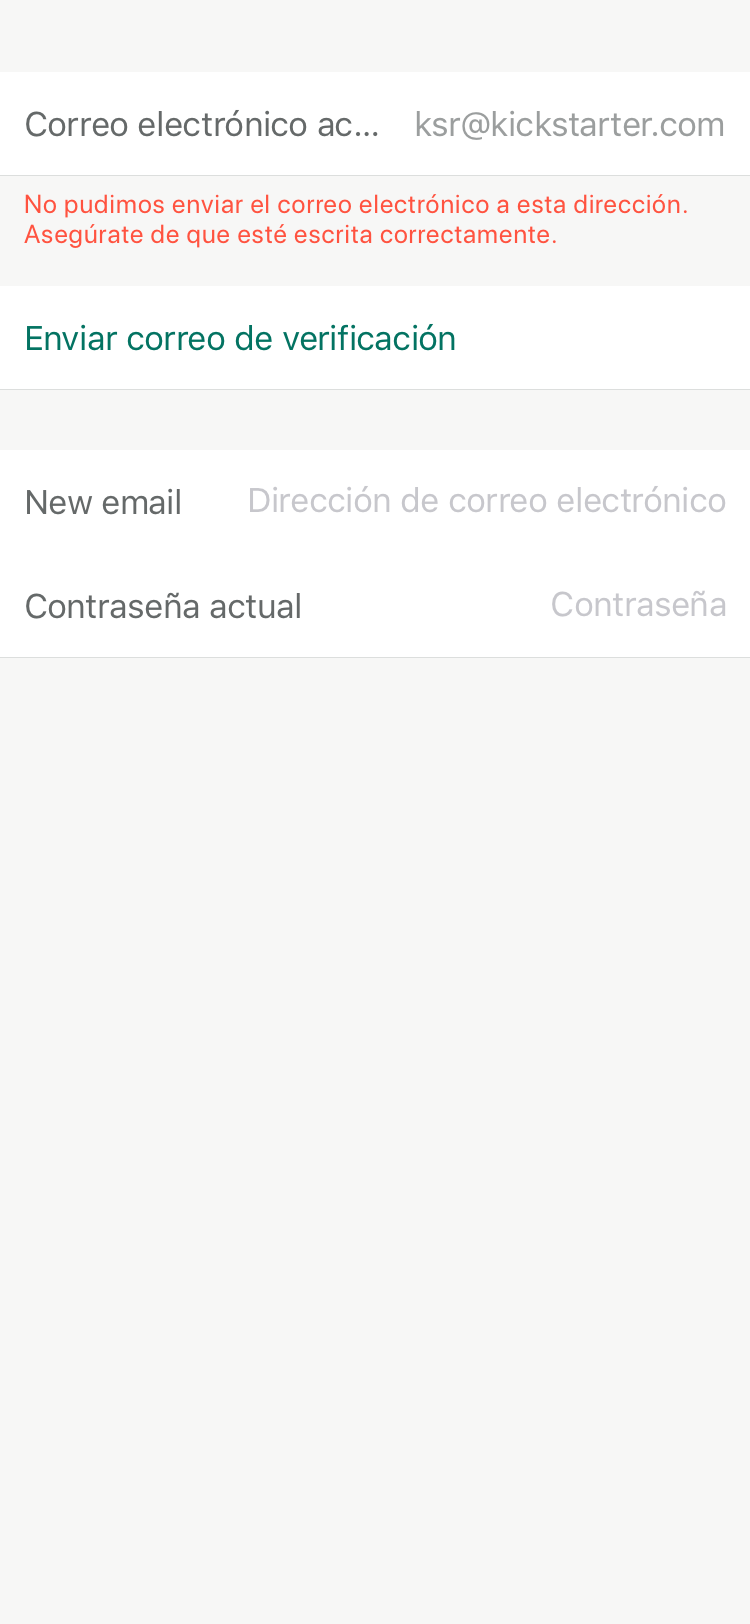 Correo electrónico ac... ksr@kickstarter.com
No pudimos enviar el correo electrónico a esta dirección.
Asegúrate de que esté escrita correctamente.
Enviar correo de verificación
New email Dirección de correo electrónico
Contraseña actual Contraseña